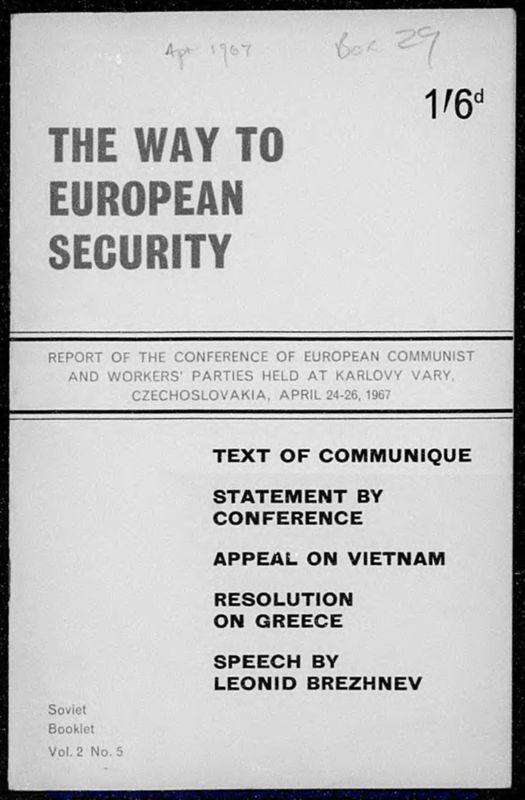 Apr 1967
Box 29
1/6d
THE WAY TO
EUROPEAN
SECURITY
REPORT OF THE CONFERENCE OF EUROPEAN COMMUNIST
AND WORKERS' PARTIES HELD AT KARLOVY VARY,
CZECHOSLOVAKIA, APRIL 24-26, 1967
TEXT OF COMMUNIQUE
STATEMENT BY
CONFERENCE
APPEAL ON VIETNAM
RESOLUTION
ON GREECE
SPEECH BY
LEONID BREZHNEV
Soviet
Booklet
Vol. 2 No. 5